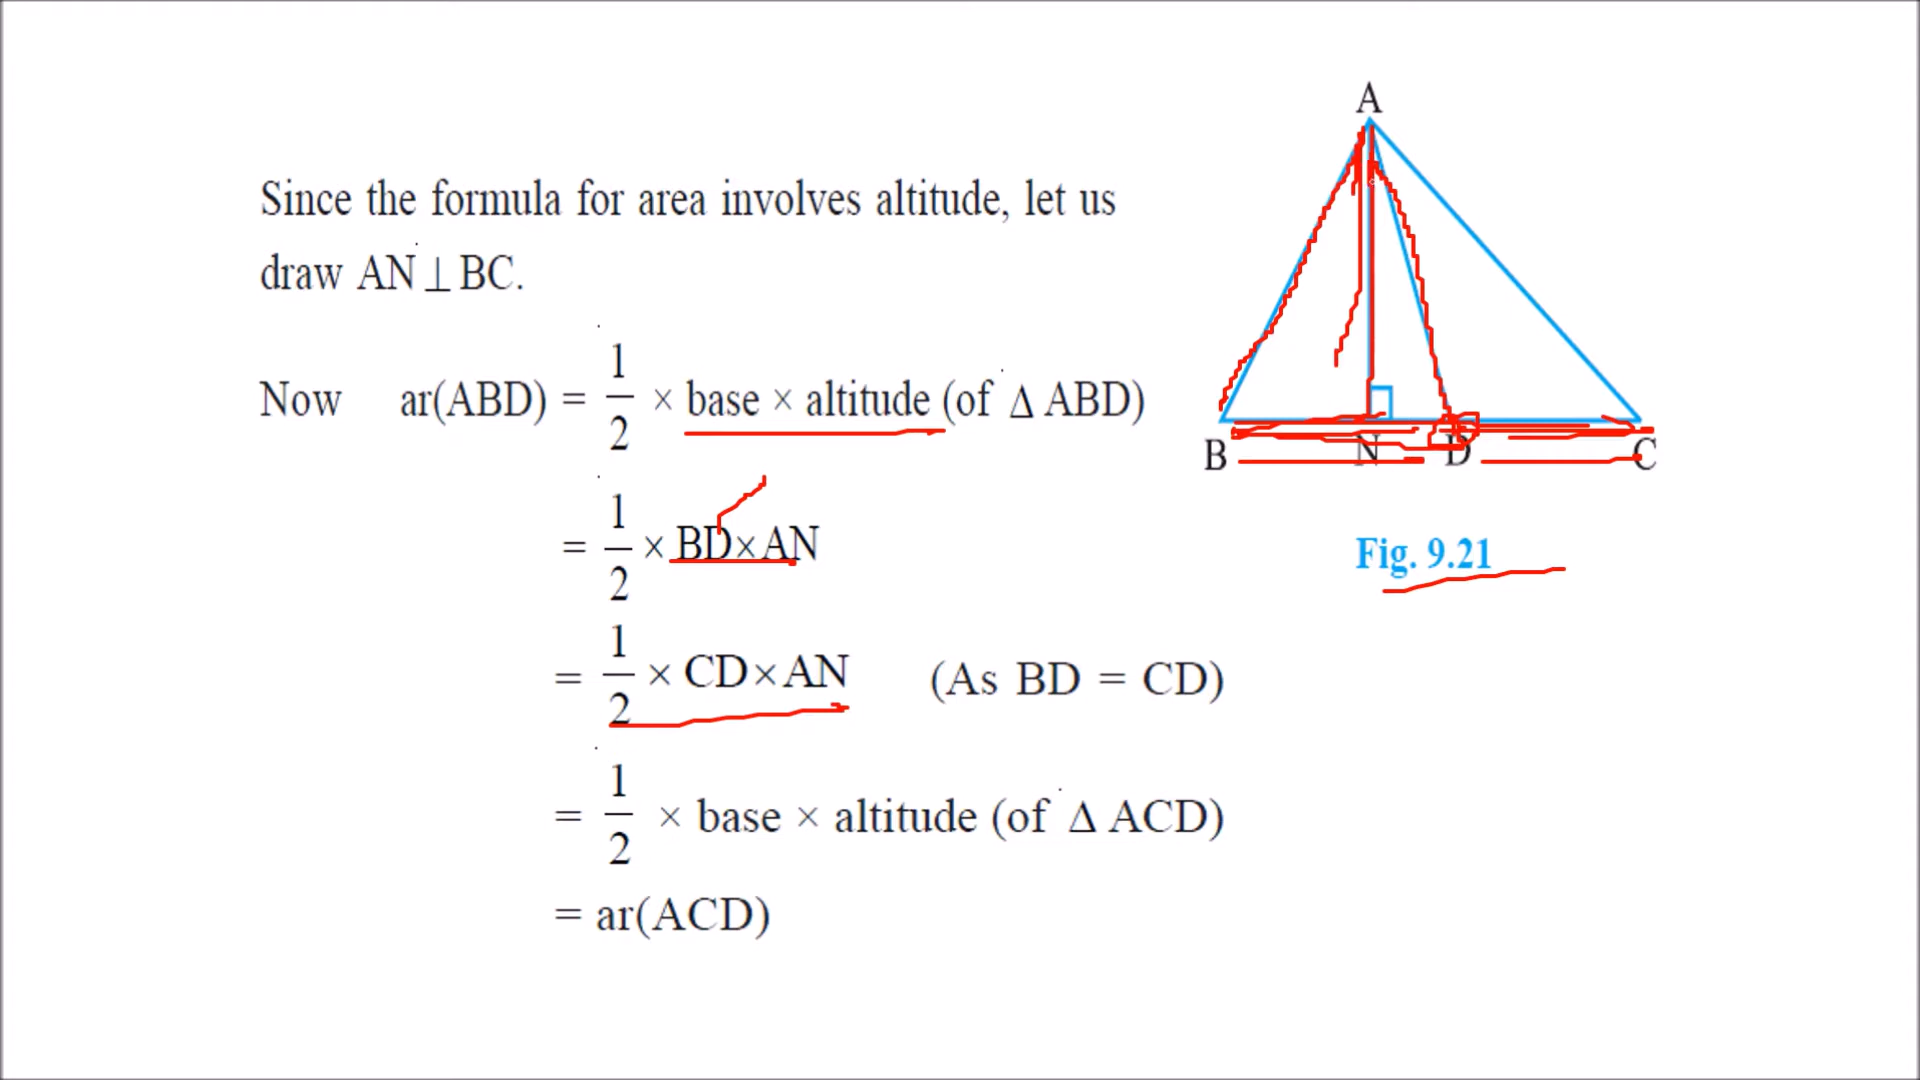 Since the formula for area involves altitude, let us
draw AN ⊥ BC.
Now ar(ABD) = 1/2 × base × altitude (of Δ ABD)
= 1/2 × BD × AN
= 1/2 × CD × AN (As BD = CD)
= 1/2 × base × altitude (of Δ ACD)
= ar(ACD)
A
B N D C
Fig. 9.21